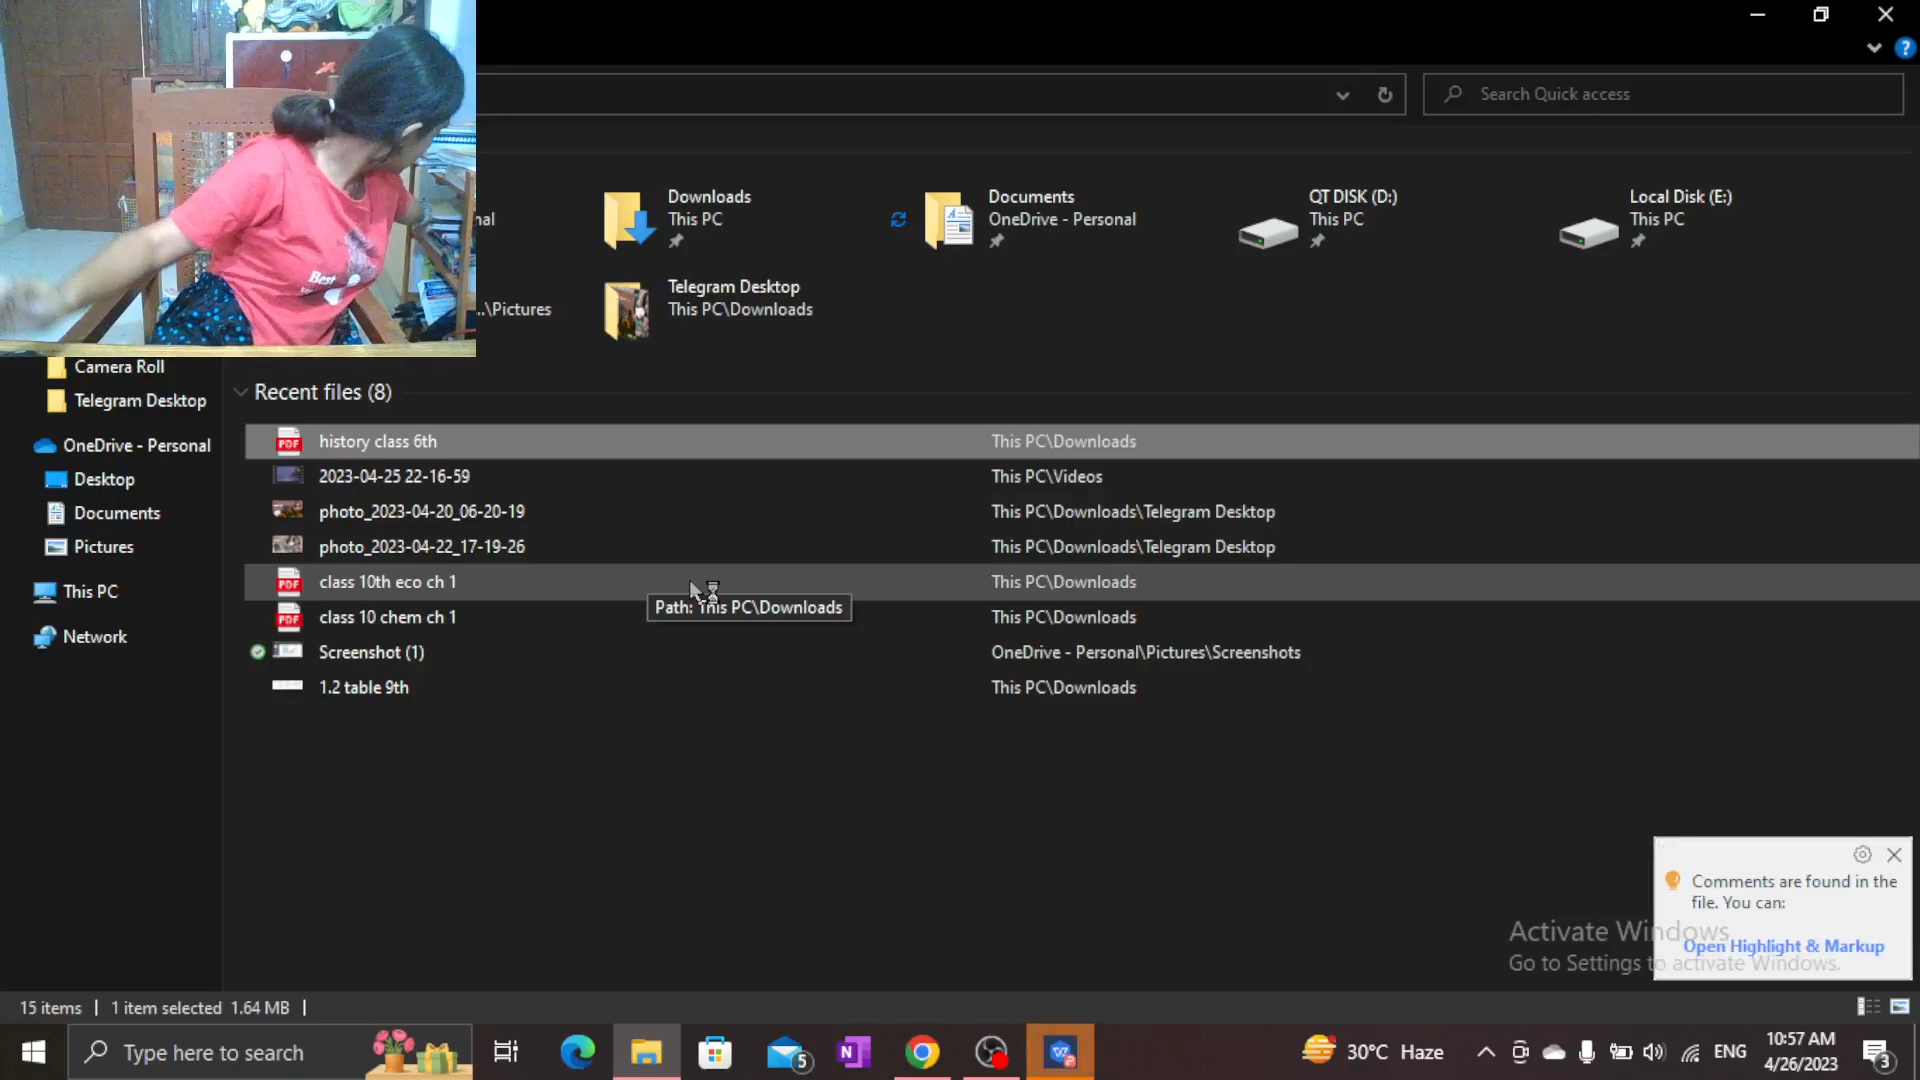 Search Quick access
Best
nal
Downloads
This PC
Documents
OneDrive - Personal
QT DISK (D:)
This PC
Local Disk (E:)
This PC
..\Pictures
Telegram Desktop
This PC\Downloads
Camera Roll
Telegram Desktop
OneDrive - Personal
Desktop
Documents
Pictures
This PC
Network
Recent files (8)
history class 6th This PC\Downloads
2023-04-25 22-16-59 This PC\Videos
photo_2023-04-20_06-20-19 This PC\Downloads\Telegram Desktop
photo_2023-04-22_17-19-26 This PC\Downloads\Telegram Desktop
class 10th eco ch 1 This PC\Downloads
Path: This PC\Downloads
class 10 chem ch 1 This PC\Downloads
Screenshot (1) OneDrive - Personal\Pictures\Screenshots
1.2 table 9th This PC\Downloads
Comments are found in the
file. You can:
Open Highlight & Markup
Activate Windows
Go to Settings to activate Windows.
15 items 1 item selected 1.64 MB
Type here to search
5
30°C Haze
ENG
10:57 AM
4/26/2023
3